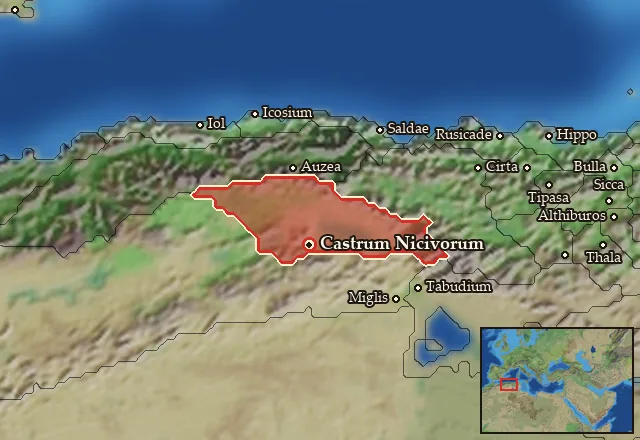 Icosium
Iol
Saldae
Rusicade
Hippo
Auzea
Cirta
Bulla
Tipasa
Sicca
Althiburos
Castrum Nicivorum
Thala
Tabudium
Miglis